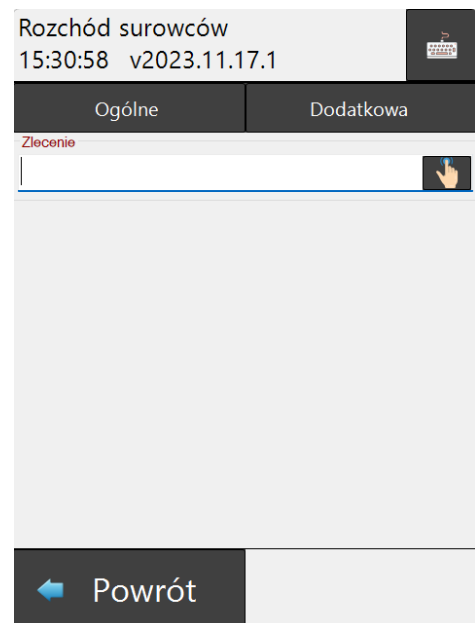 Rozchód surowców
15:30:58 v2023.11.17.1
Ogólne Dodatkowa
Zlecenie
Powrót